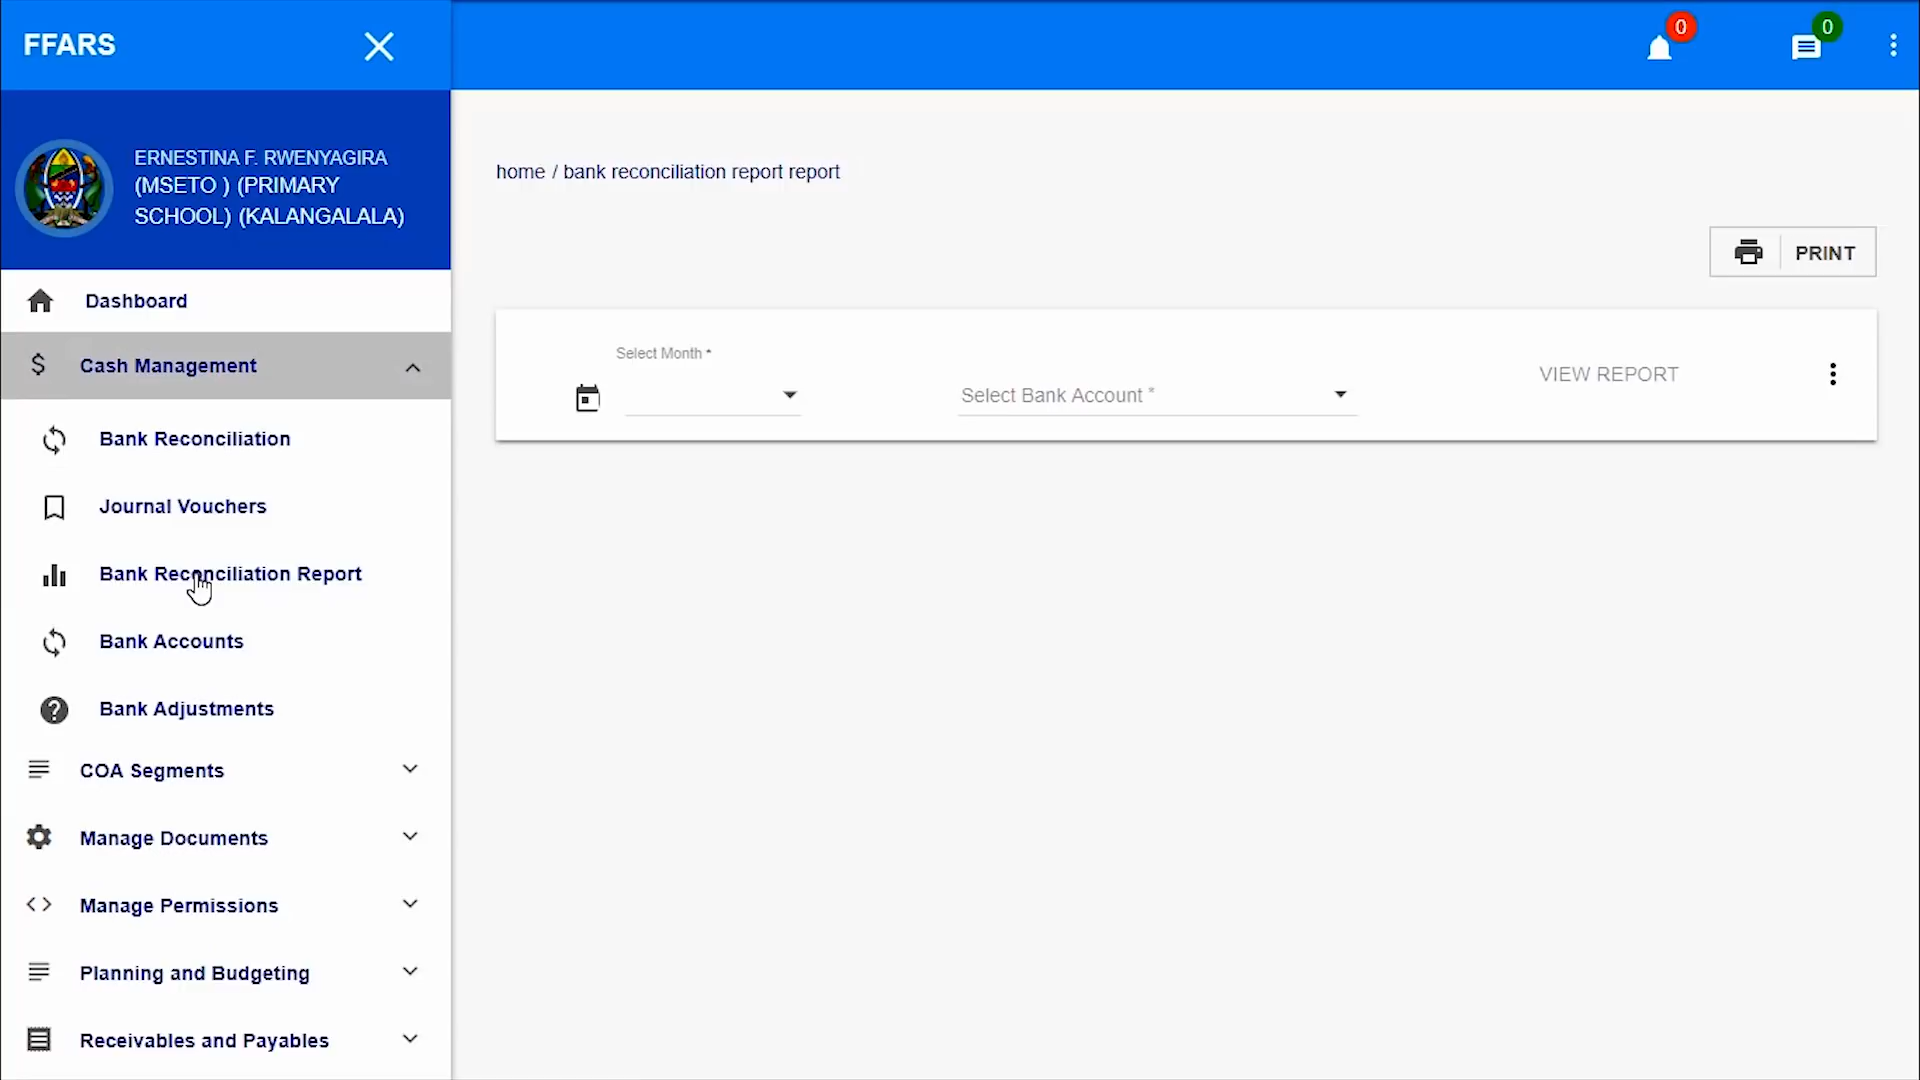 FFARS
0
0
ERNESTINA F. RWENYAGIRA
(MSETO ) (PRIMARY
SCHOOL) (KALANGALALA)
home / bank reconciliation report report
PRINT
Dashboard
Cash Management
Select Month *
Select Bank Account *
VIEW REPORT
Bank Reconciliation
Journal Vouchers
Bank Reconciliation Report
Bank Accounts
Bank Adjustments
COA Segments
Manage Documents
Manage Permissions
Planning and Budgeting
Receivables and Payables